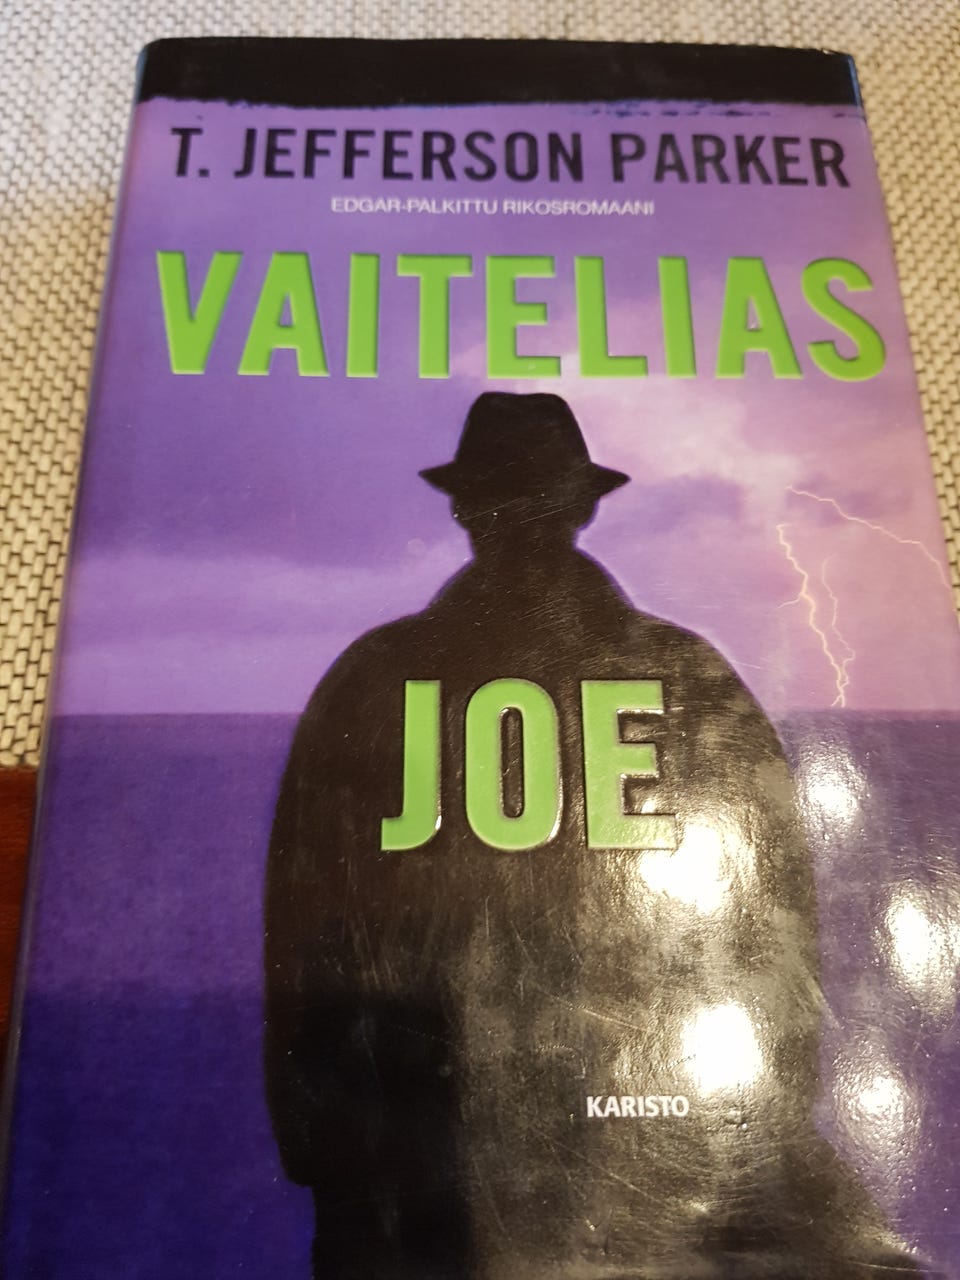 T. JEFFERSON PARKER
EDGAR-PALKITTU RIKOSROMAANI
VAITELIAS
JOE
KARISTO